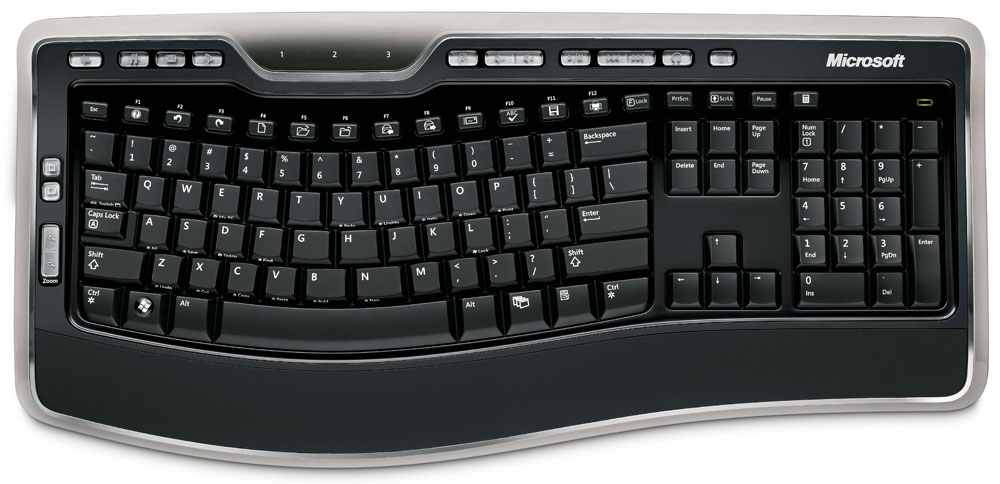 1 2 3
Microsoft
Esc F1 F2 F3 F4 F5 F6 F7 F8 F9 F10 F11 F12 F Lock PrtScn ScrLk Pause
ABC
~ ! @ # $ % ^ & * ( ) - + Backspace Insert Home Page Up Num Lock / * -
1 2 3 4 5 6 7 8 9 0 = 1
Tab Q W E R T Y U I O P { } | Delete End Page Down 7 8 9 +
[ ] \ Home ↑ PgUp
Caps Lock A S D F G H J K L : " Enter 4 5 6
A ; ' ← →
Shift Z X C V B N M < > ? Shift ↑ 1 2 3 Enter
, . / End ↓ PgDn
Zoom
Ctrl Alt Alt Ctrl ← ↓ → 0 .
Ins Del